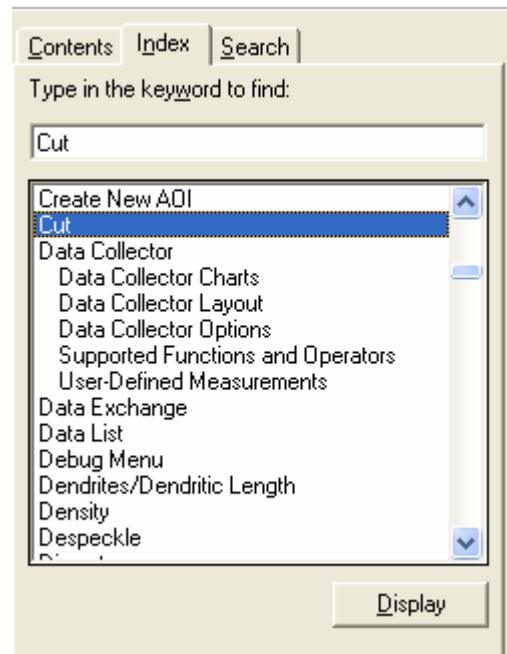 Contents Index Search
Type in the keyword to find:
Cut
Create New AOI
Cut
Data Collector
Data Collector Charts
Data Collector Layout
Data Collector Options
Supported Functions and Operators
User-Defined Measurements
Data Exchange
Data List
Debug Menu
Dendrites/Dendritic Length
Density
Despeckle
Display